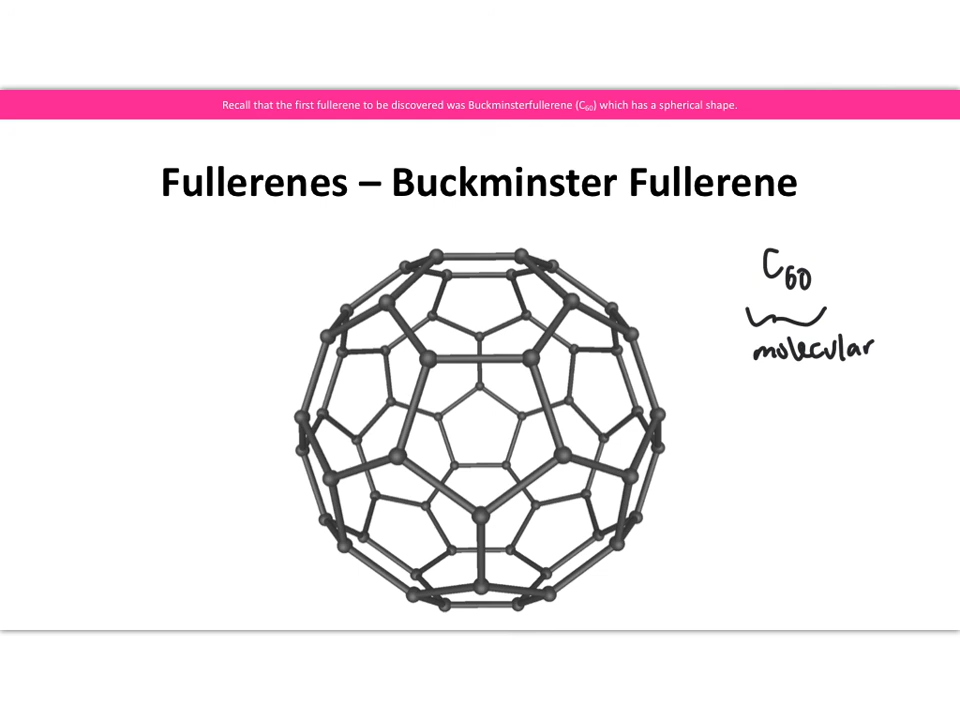 Recall that the first fullerene to be discovered was Buckminsterfullerene (C₆₀) which has a spherical shape.
Fullerenes – Buckminster Fullerene
C₆₀
molecular